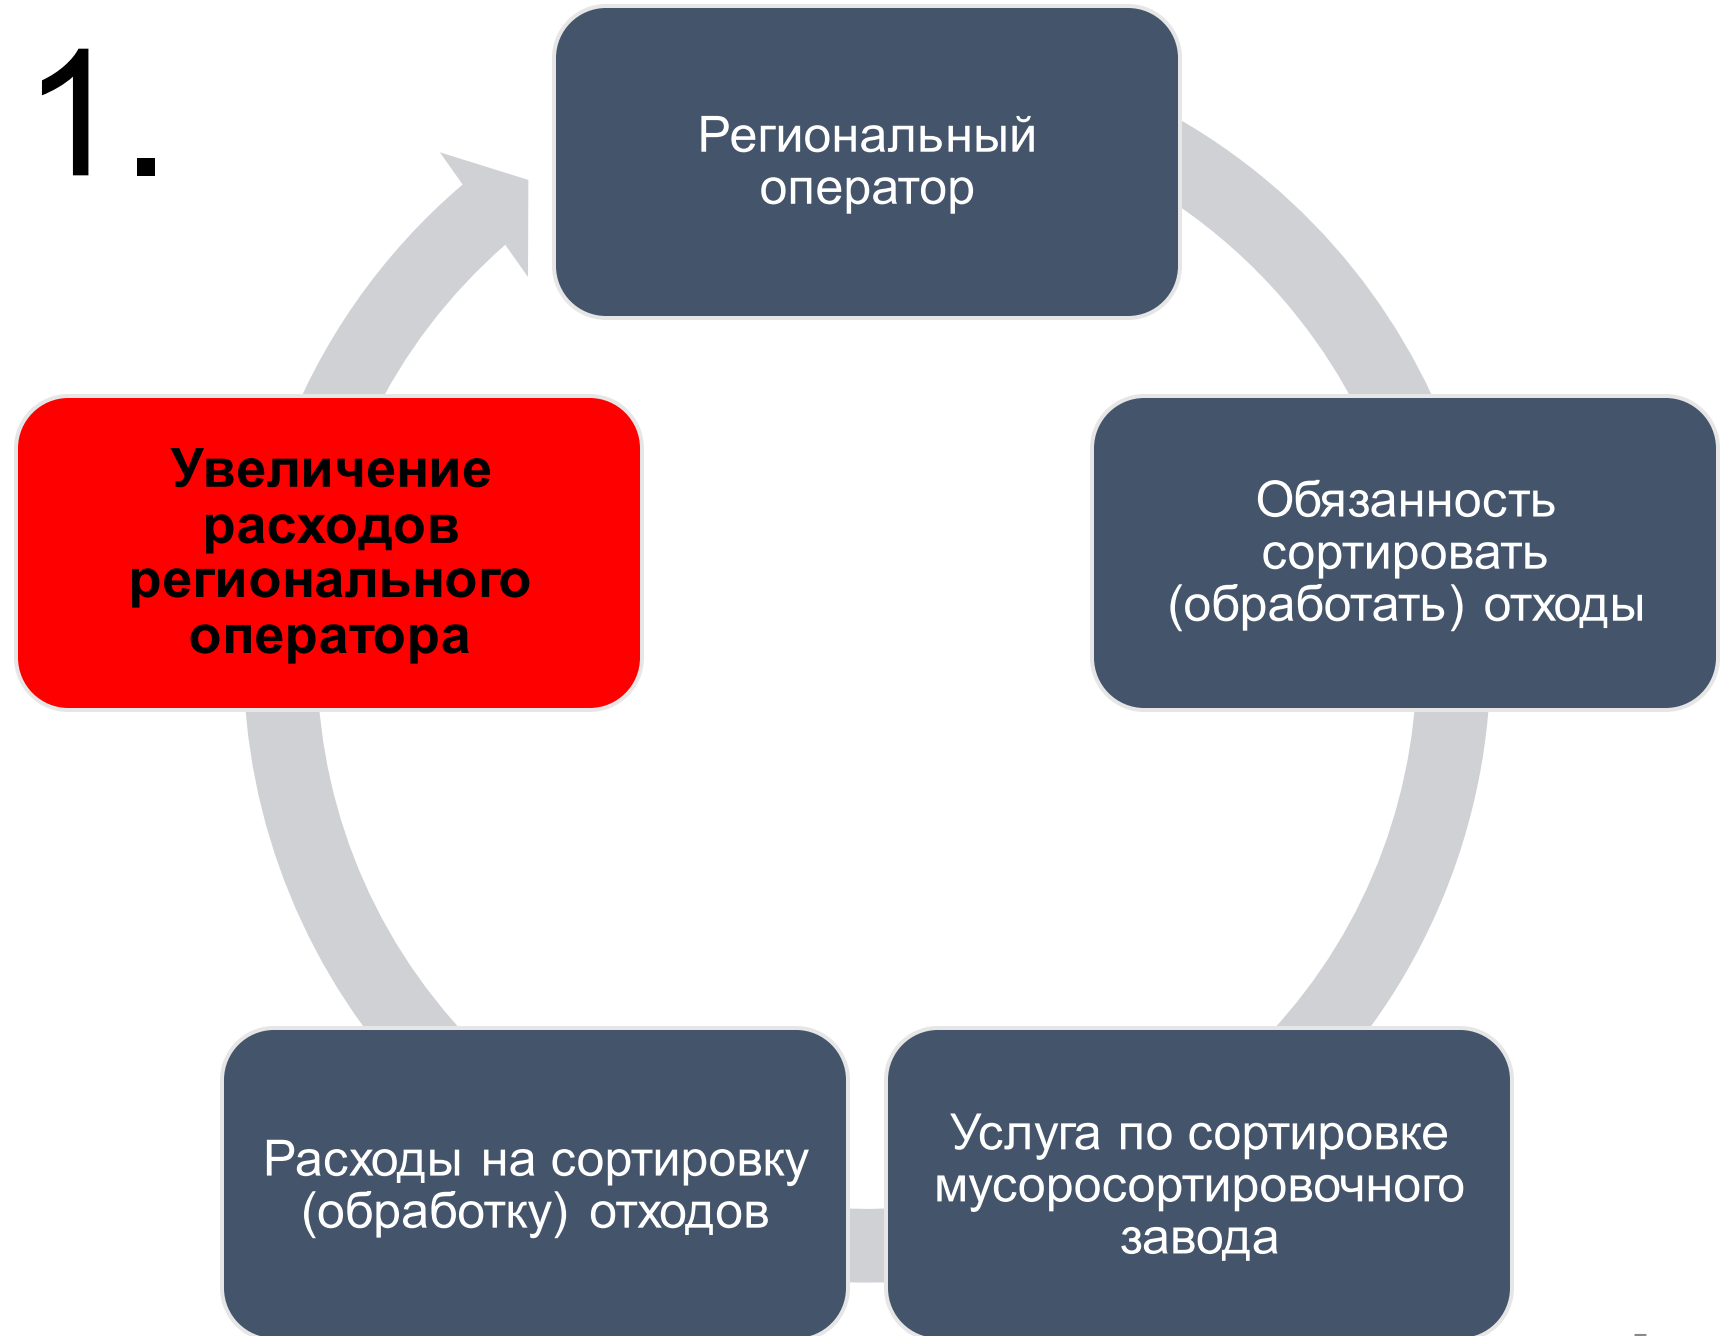 1.
Региональный
оператор
Обязанность
сортировать
(обработать) отходы
Услуга по сортировке
мусоросортировочного
завода
Расходы на сортировку
(обработку) отходов
Увеличение
расходов
регионального
оператора